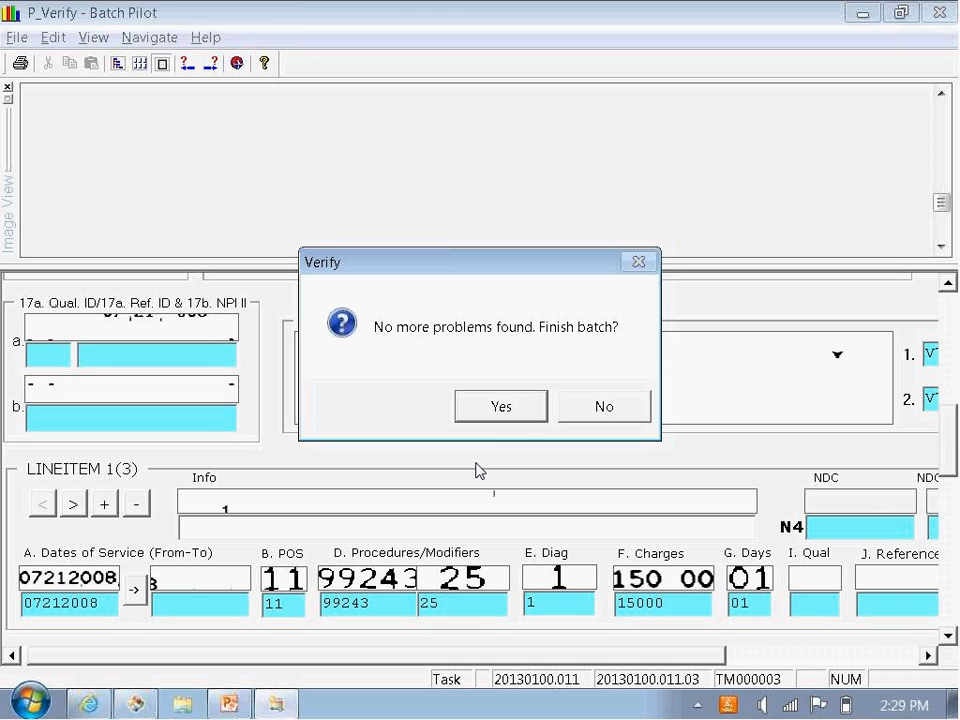 P_Verify - Batch Pilot
File Edit View Navigate Help
Image View
Verify
No more problems found. Finish batch?
Yes No
17a. Qual. ID/17a. Ref. ID & 17b. NPI II
a.
b.
1.
2.
LINEITEM 1(3)
Info NDC
< > + -
1
N4
A. Dates of Service (From-To) B. POS D. Procedures/Modifiers E. Diag F. Charges G. Days I. Qual J. Reference
07212008 -> 11 99243 25 1 150 00 01
07212008 11 99243 25 1 15000 01
Task 20130100.011 20130100.011.03 TM000003 NUM
2:29 PM